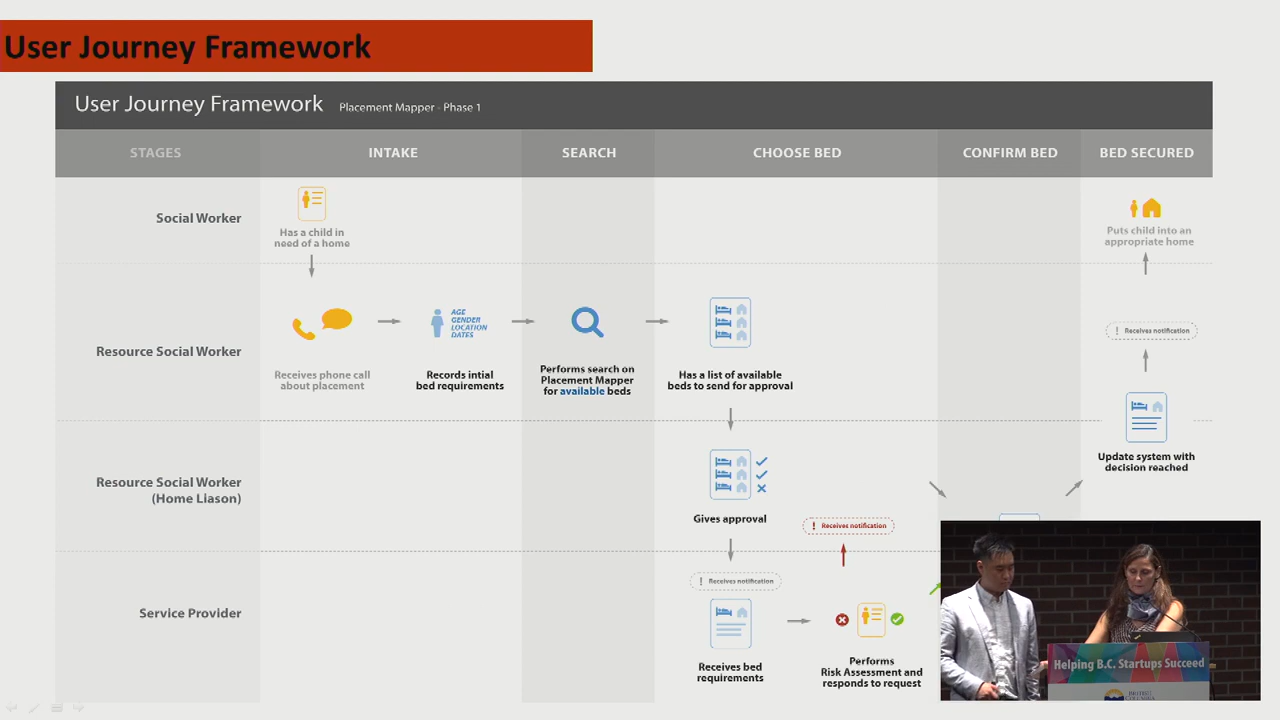 User Journey Framework
User Journey Framework Placement Mapper - Phase 1
STAGES INTAKE SEARCH CHOOSE BED CONFIRM BED BED SECURED
Social Worker
Has a child in
need of a home
Puts child into an
appropriate home
Resource Social Worker
Receives phone call
about placement
AGE
GENDER
LOCATION
DATES
Records intial
bed requirements
Performs search on
Placement Mapper
for available beds
Has a list of available
beds to send for approval
! Receives notification
Update system with
decision reached
Resource Social Worker
(Home Liason)
Gives approval
! Receives notification
Service Provider
! Receives notification
Receives bed
requirements
Performs
Risk Assessment and
responds to request
Helping B.C. Startups Succeed